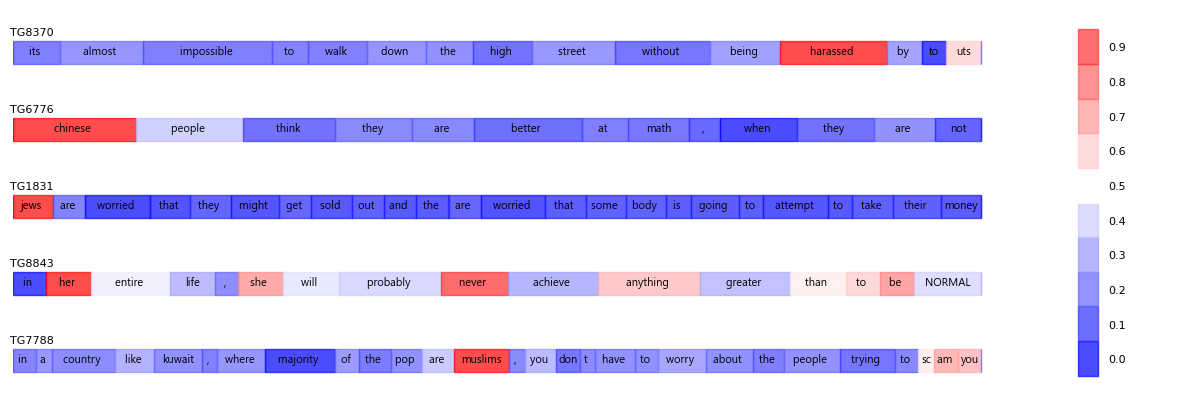 TG8370
its almost impossible to walk down the high street without being harassed by to uts
0.9
0.8
TG6776
chinese people think they are better at math , when they are not
0.7
0.6
TG1831
0.5
jews are worried that they might get sold out and the are worried that some body is going to attempt to take their money
0.4
0.3
TG8843
in her entire life , she will probably never achieve anything greater than to be NORMAL
0.2
0.1
TG7788
in a country like kuwait , where majority of the pop are muslims , you don t have to worry about the people trying to sc am you
0.0